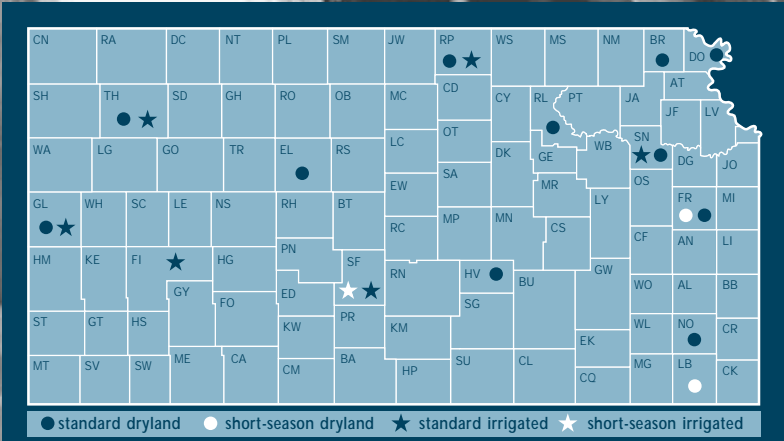 CN RA DC NT PL SM JW RP WS MS NM BR DO
SH TH SD GH RO OB MC CD CY RL PT JA AT
JF LV
WA LG GO TR EL RS LC OT DK GE WB SN DG JO
EW SA MR LY OS FR MI
GL WH SC LE NS RH BT RC MP MN CS CF AN LI
HM KE FI HG PN SF RN HV BU GW WO AL BB
GY FO ED SG
ST GT HS KW PR KM EK WL NO CR
MT SV SW ME CA CM BA HP SU CL CQ MG LB CK
standard dryland short-season dryland standard irrigated short-season irrigated